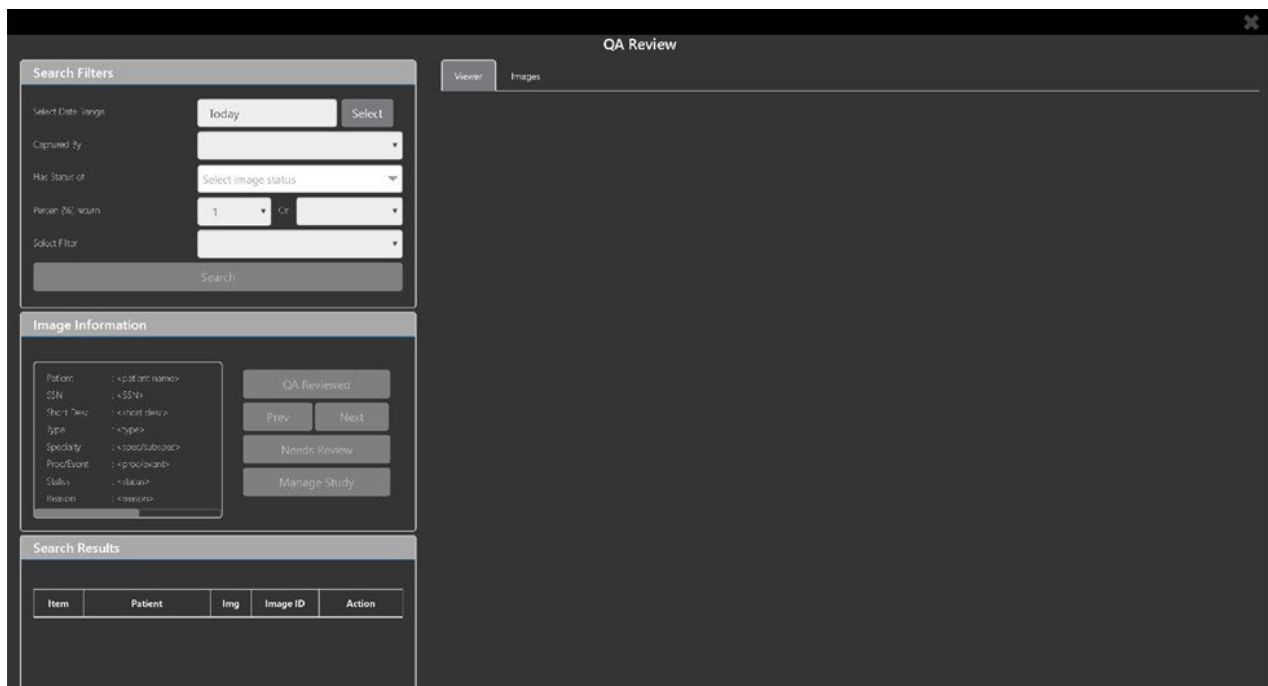 QA Review
Search Filters
Select Date Range
Today
Select
Captured By
Has Status of
Select image status
Percent (%) return
1
Or
Select Filter
Search
Image Information
Patient : <patient name>
SSN : <SSN>
Short Desc : <short desc>
Type : <type>
Specialty : <spec/subspec>
Proc/Event : <proc/event>
Status : <status>
Reason : <reason>
QA Reviewed
Prev
Next
Needs Review
Manage Study
Search Results
Item Patient Img Image ID Action
Viewer Images